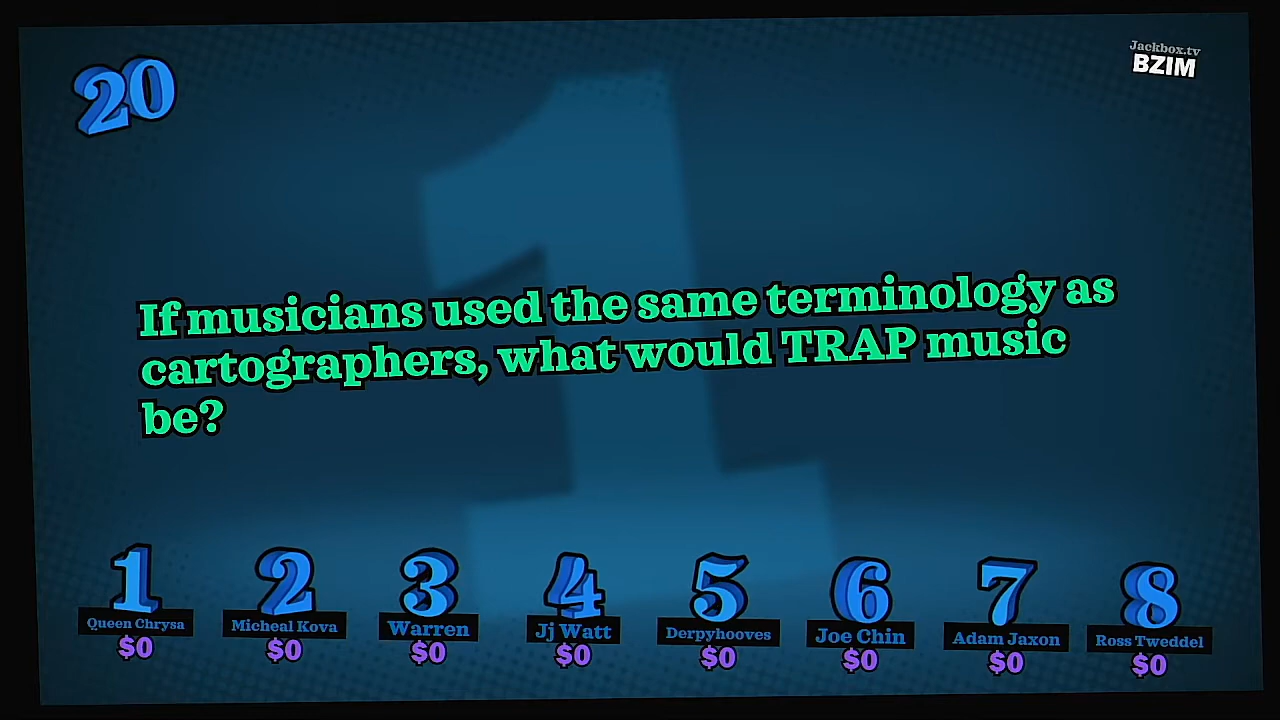 20
Jackbox.tv
BZIM
If musicians used the same terminology as
cartographers, what would TRAP music
be?
1 2 3 4 5 6 7 8
Queen Chrysa Micheal Kova Warren Jj Watt Derpyhooves Joe Chin Adam Jaxon Ross Tweddel
$0 $0 $0 $0 $0 $0 $0 $0
1